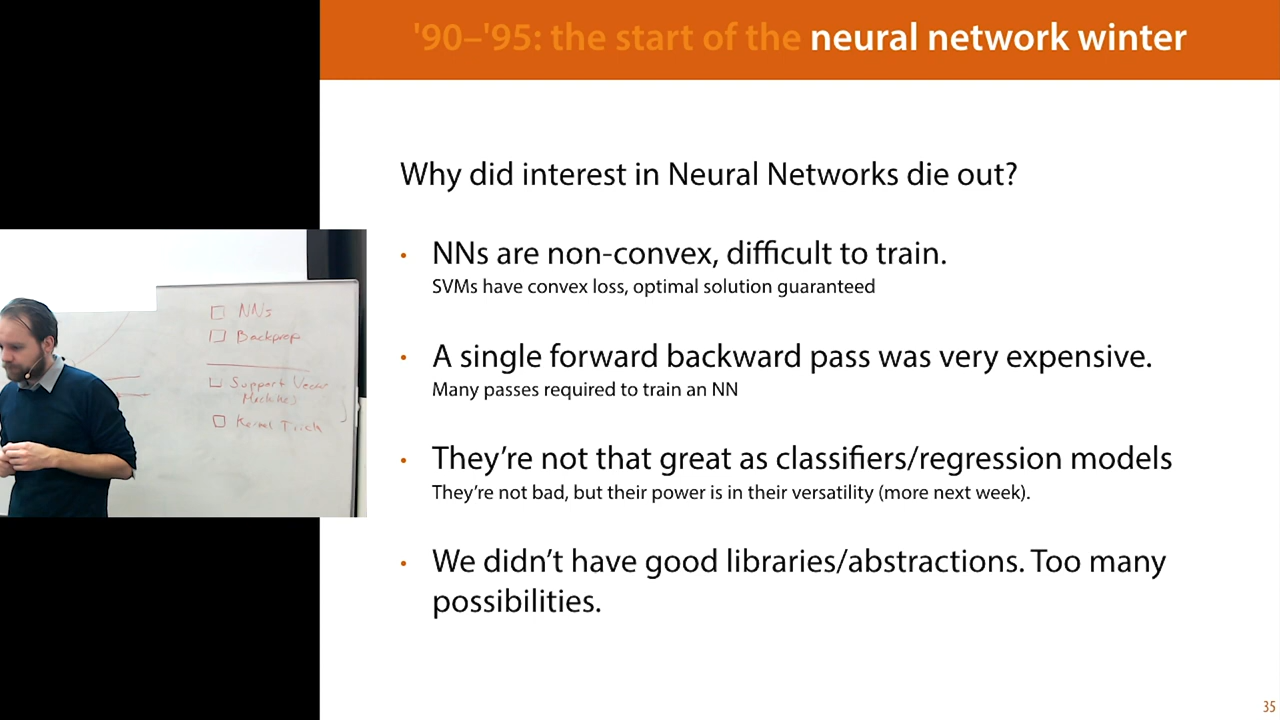 '90–'95: the start of the neural network winter
Why did interest in Neural Networks die out?
• NNs are non-convex, difficult to train.
SVMs have convex loss, optimal solution guaranteed
• A single forward backward pass was very expensive.
Many passes required to train an NN
• They’re not that great as classifiers/regression models
They’re not bad, but their power is in their versatility (more next week).
• We didn’t have good libraries/abstractions. Too many
possibilities.
35
NNs
Backprop
Support Vector
Machines
Kernel Trick